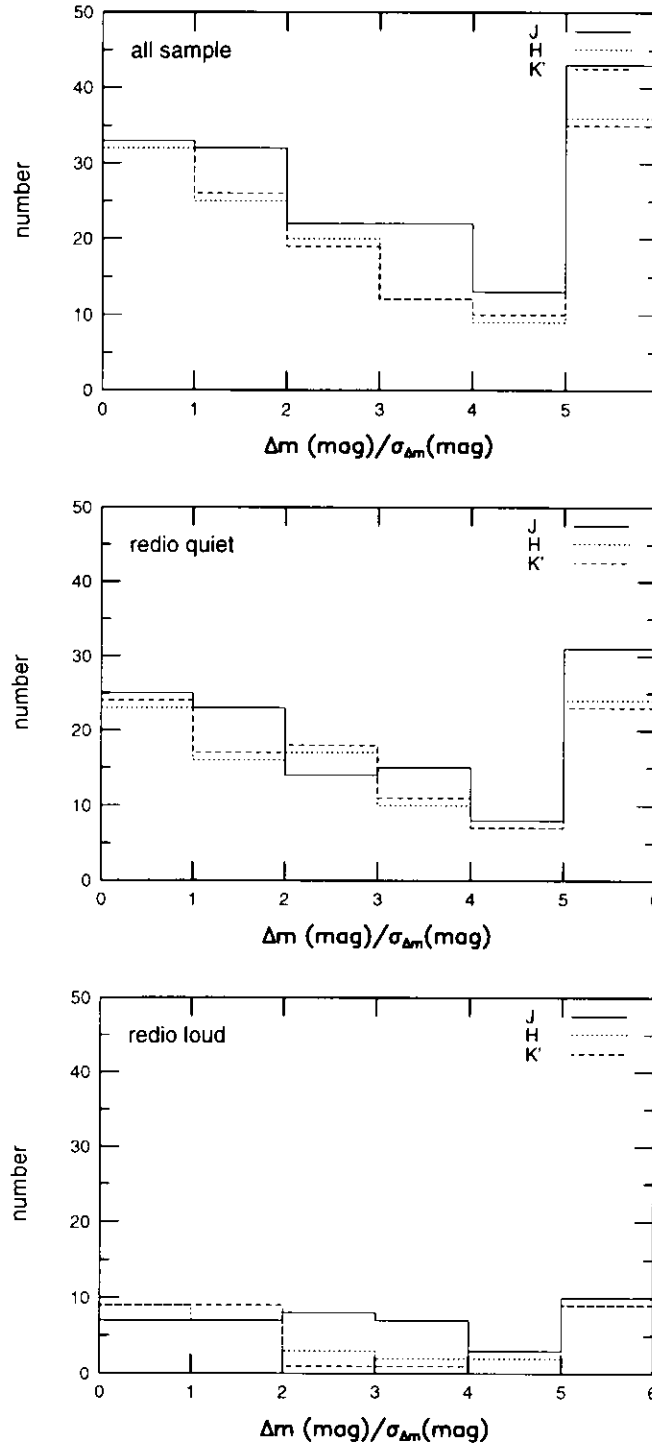 50
40
30
20
10
0
number
all sample
J
H
K'
0 1 2 3 4 5
Δm (mag)/σΔm(mag)
50
40
30
20
10
0
number
redio quiet
J
H
K'
0 1 2 3 4 5 6
Δm (mag)/σΔm(mag)
50
40
30
20
10
0
number
redio loud
J
H
K'
0 1 2 3 4 5 6
Δm (mag)/σΔm(mag)